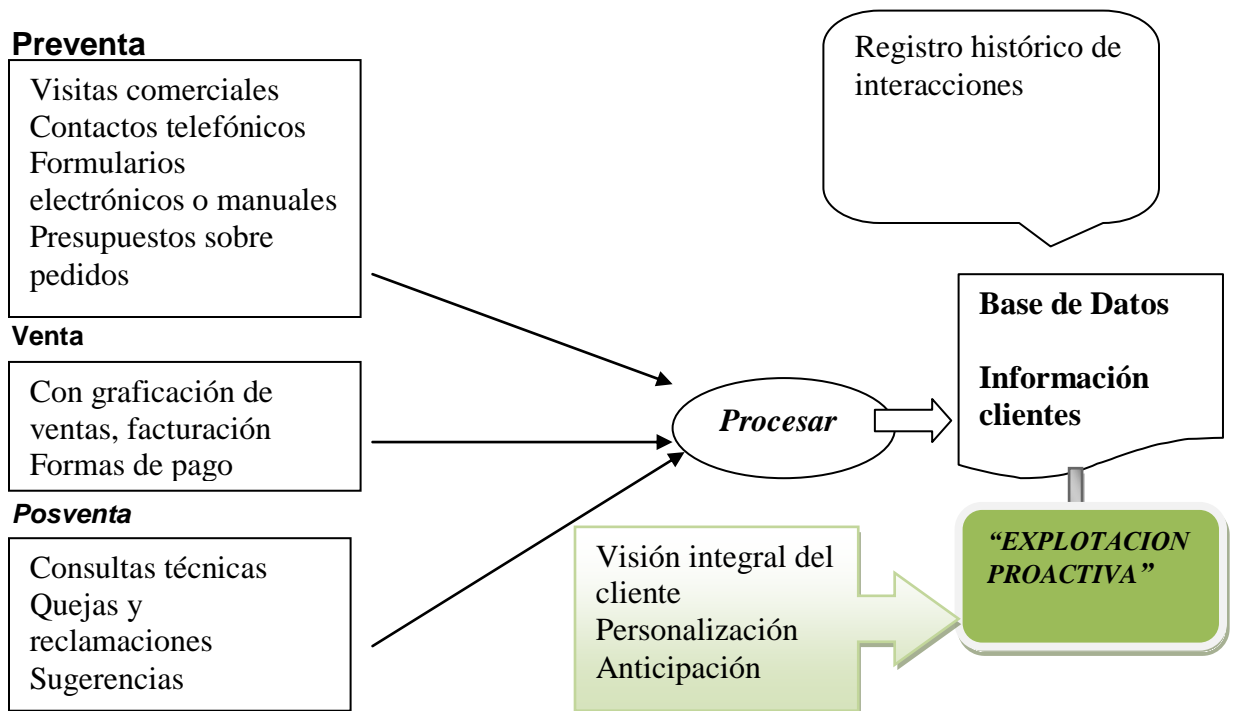 Preventa
Visitas comerciales
Contactos telefónicos
Formularios
electrónicos o manuales
Presupuestos sobre
pedidos
Venta
Con graficación de
ventas, facturación
Formas de pago
Posventa
Consultas técnicas
Quejas y
reclamaciones
Sugerencias
Procesar
Registro histórico de
interacciones
Base de Datos
Información
clientes
Visión integral del
cliente
Personalización
Anticipación
“EXPLOTACION
PROACTIVA”